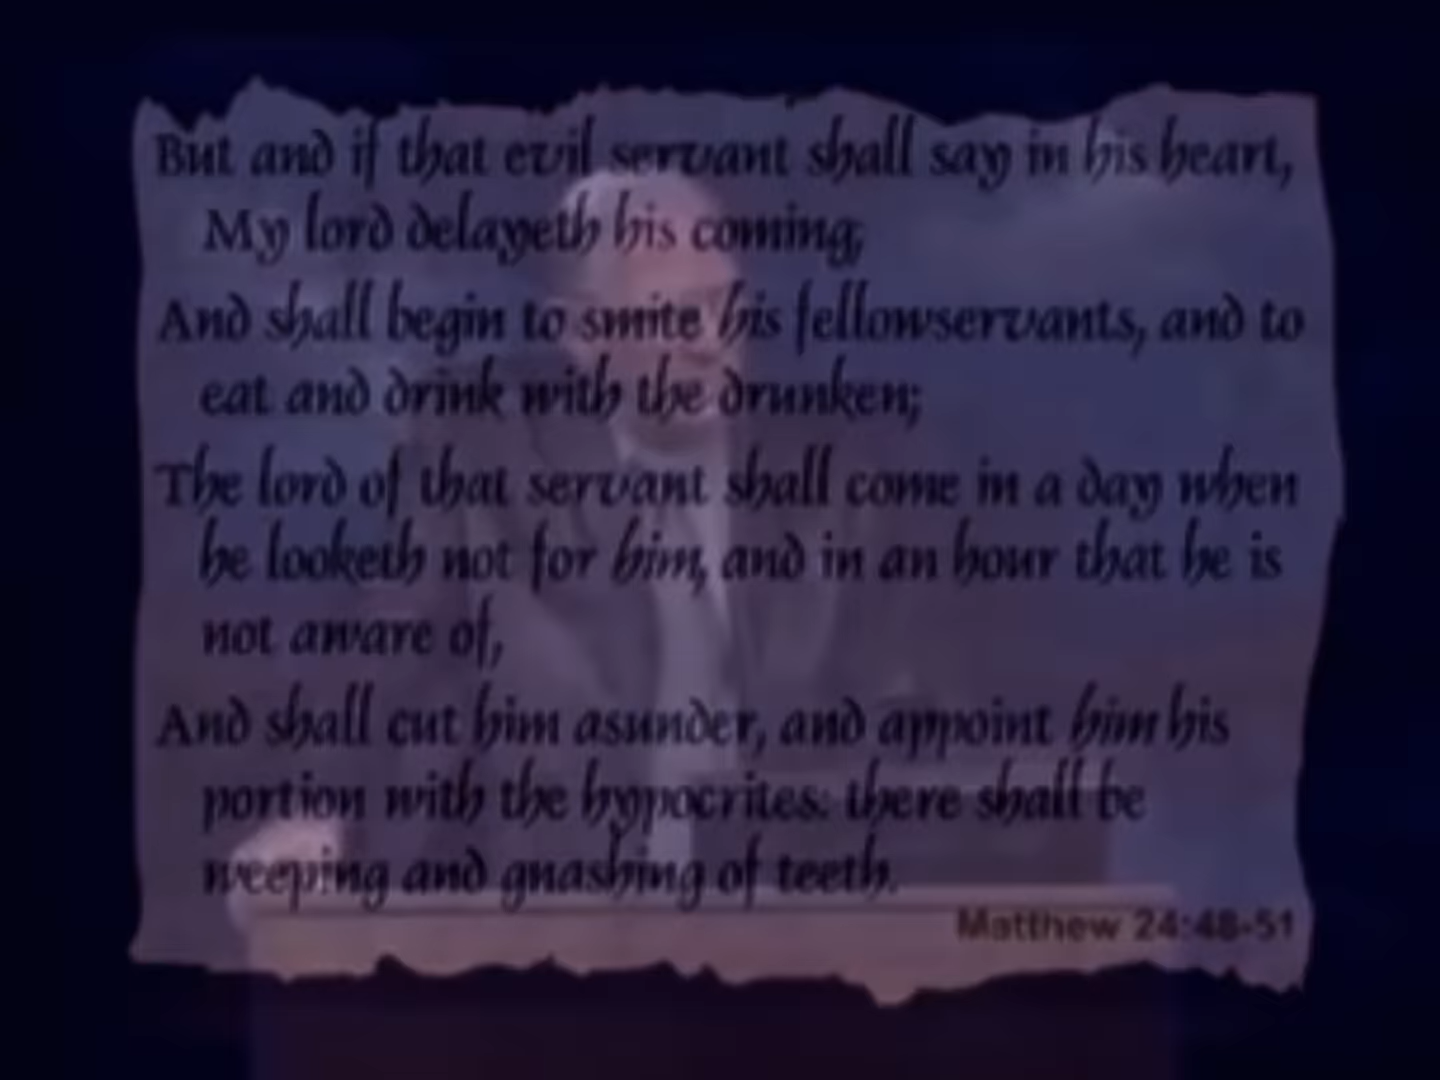 But and if that evil servant shall say in his heart,
My lord delayeth his coming;
And shall begin to smite his fellowservants, and to
eat and drink with the drunken;
The lord of that servant shall come in a day when
he looketh not for him, and in an hour that he is
not aware of,
And shall cut him asunder, and appoint him his
portion with the hypocrites: there shall be
weeping and gnashing of teeth.
Matthew 24:48-51